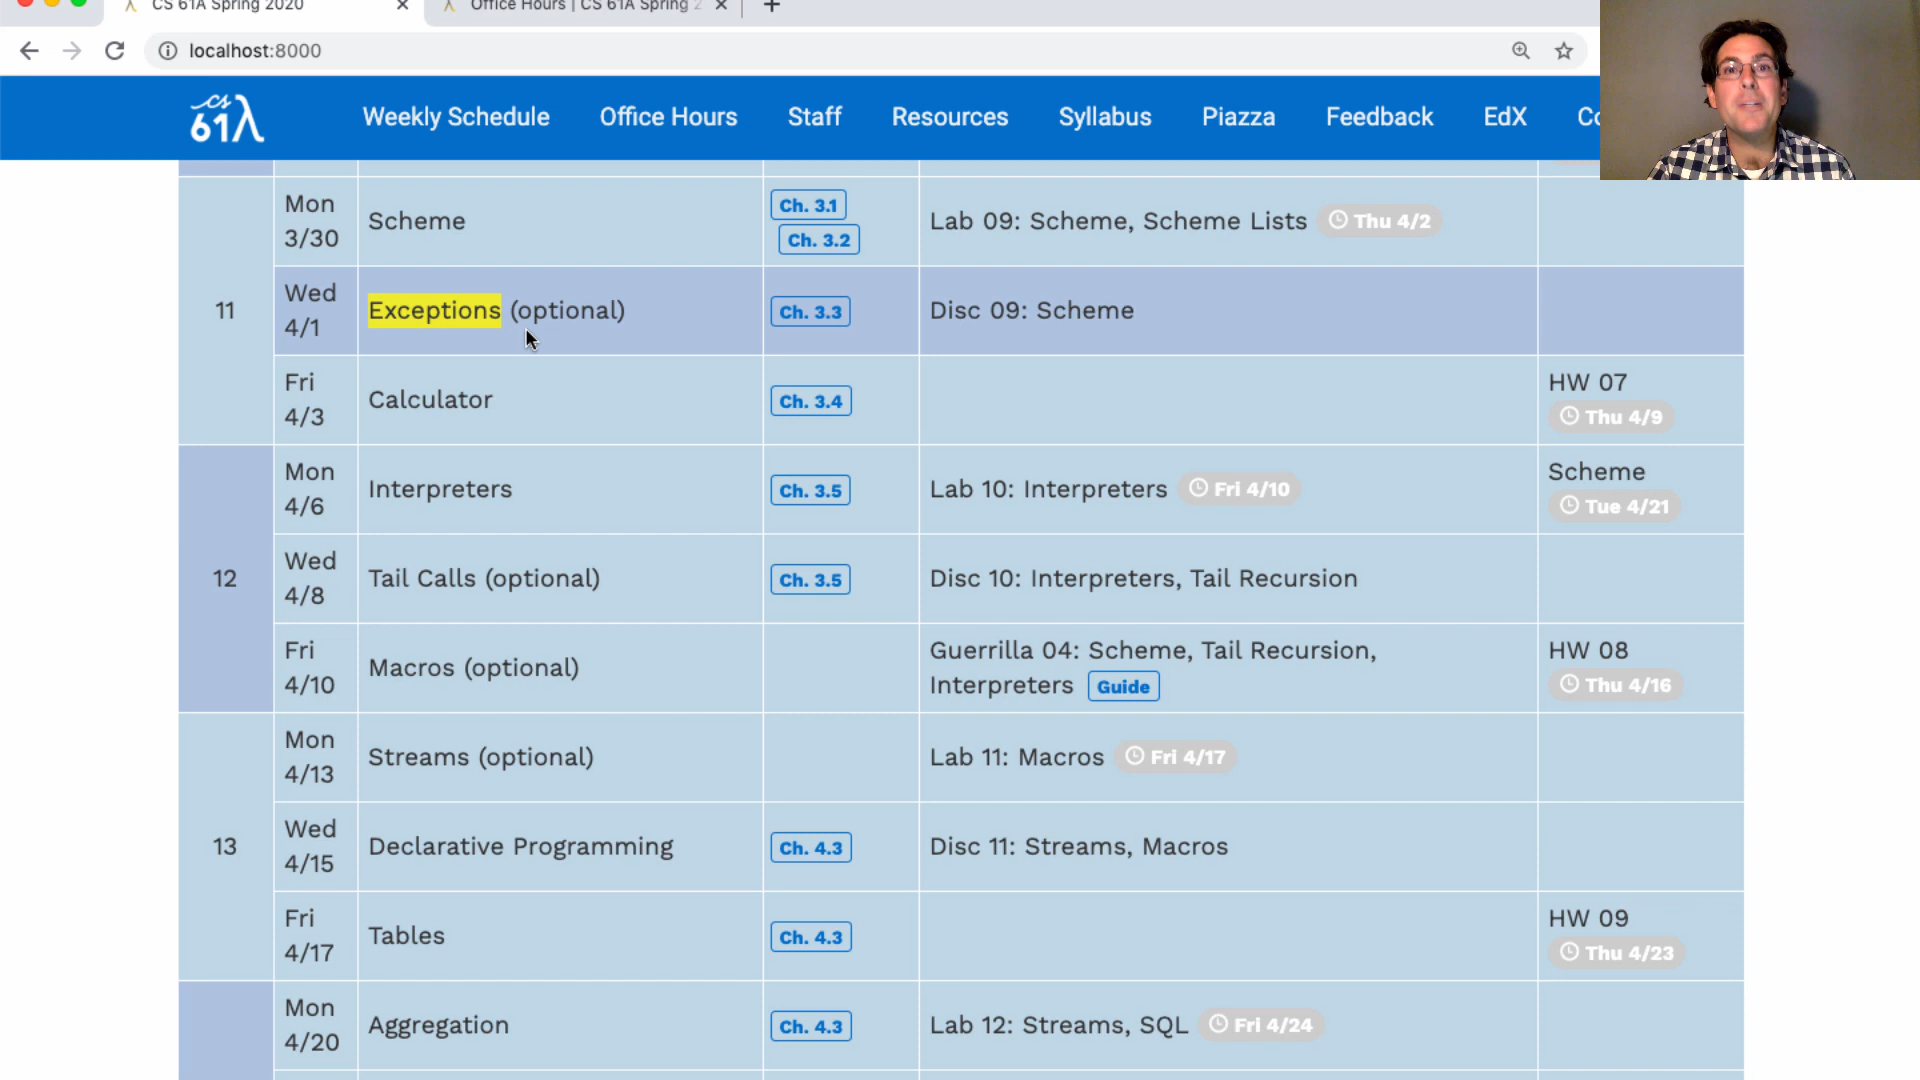 CS 61A Spring 2020
Office Hours | CS 61A Spring 2
localhost:8000
CS 61A
Weekly Schedule Office Hours Staff Resources Syllabus Piazza Feedback EdX Co
11
Mon 3/30
Scheme
Ch. 3.1
Ch. 3.2
Lab 09: Scheme, Scheme Lists Thu 4/2
Wed 4/1
Exceptions (optional)
Ch. 3.3
Disc 09: Scheme
Fri 4/3
Calculator
Ch. 3.4
HW 07
Thu 4/9
12
Mon 4/6
Interpreters
Ch. 3.5
Lab 10: Interpreters Fri 4/10
Scheme
Tue 4/21
Wed 4/8
Tail Calls (optional)
Ch. 3.5
Disc 10: Interpreters, Tail Recursion
Fri 4/10
Macros (optional)
Guerrilla 04: Scheme, Tail Recursion,
Interpreters Guide
HW 08
Thu 4/16
13
Mon 4/13
Streams (optional)
Lab 11: Macros Fri 4/17
Wed 4/15
Declarative Programming
Ch. 4.3
Disc 11: Streams, Macros
Fri 4/17
Tables
Ch. 4.3
HW 09
Thu 4/23
Mon 4/20
Aggregation
Ch. 4.3
Lab 12: Streams, SQL Fri 4/24